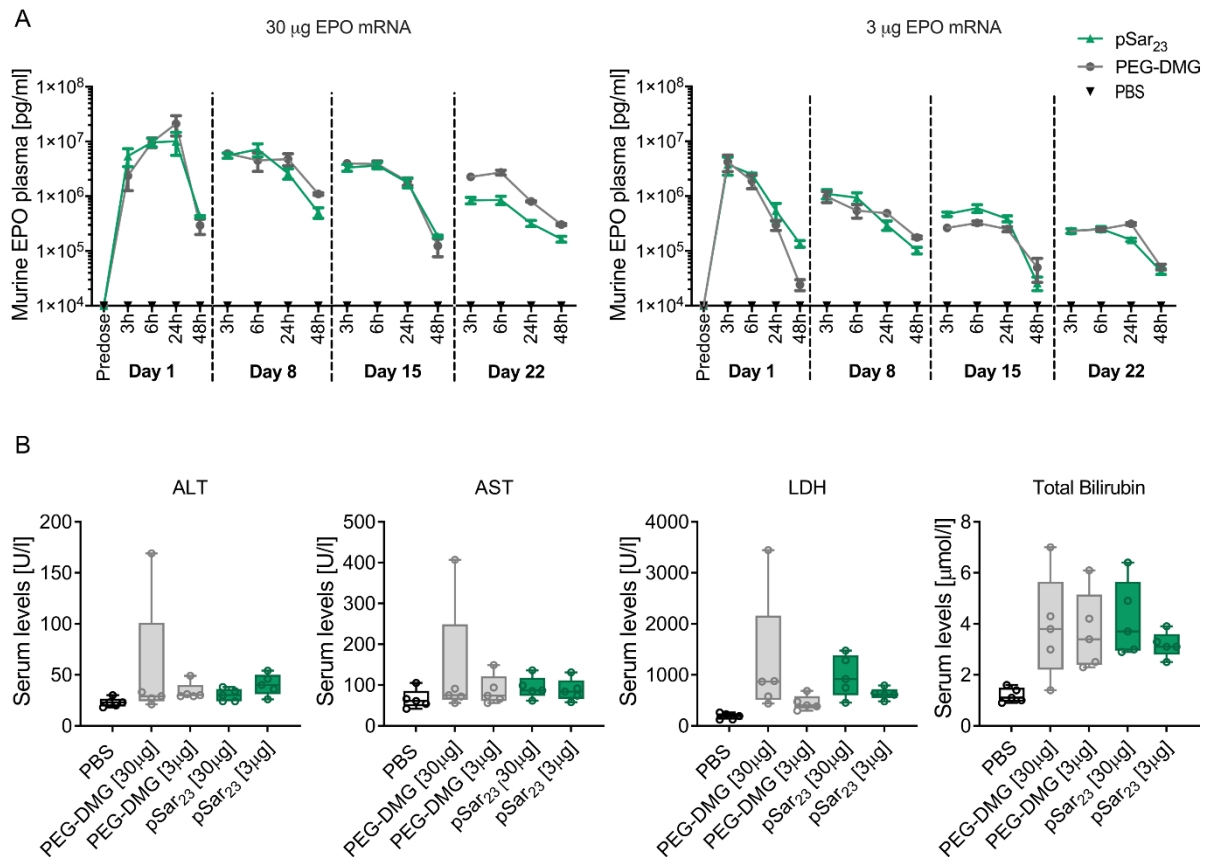 A
30 μg EPO mRNA
3 μg EPO mRNA
pSar23
PEG-DMG
PBS
Murine EPO plasma [pg/ml]
1×10^8
1×10^7
1×10^6
1×10^5
1×10^4
Predose
3h
6h
24h
48h
3h
6h
24h
48h
3h
6h
24h
48h
3h
6h
24h
48h
Day 1
Day 8
Day 15
Day 22
Murine EPO plasma [pg/ml]
1×10^8
1×10^7
1×10^6
1×10^5
1×10^4
Predose
3h
6h
24h
48h
3h
6h
24h
48h
3h
6h
24h
48h
3h
6h
24h
48h
Day 1
Day 8
Day 15
Day 22
B
ALT
Serum levels [U/l]
200
150
100
50
0
PBS
PEG-DMG [30μg]
PEG-DMG [3μg]
pSar23 [30μg]
pSar23 [3μg]
AST
Serum levels [U/l]
500
400
300
200
100
0
PBS
PEG-DMG [30μg]
PEG-DMG [3μg]
pSar23 [30μg]
pSar23 [3μg]
LDH
Serum levels [U/l]
4000
3000
2000
1000
0
PBS
PEG-DMG [30μg]
PEG-DMG [3μg]
pSar23 [30μg]
pSar23 [3μg]
Total Bilirubin
Serum levels [μmol/l]
8
6
4
2
0
PBS
PEG-DMG [30μg]
PEG-DMG [3μg]
pSar23 [30μg]
pSar23 [3μg]